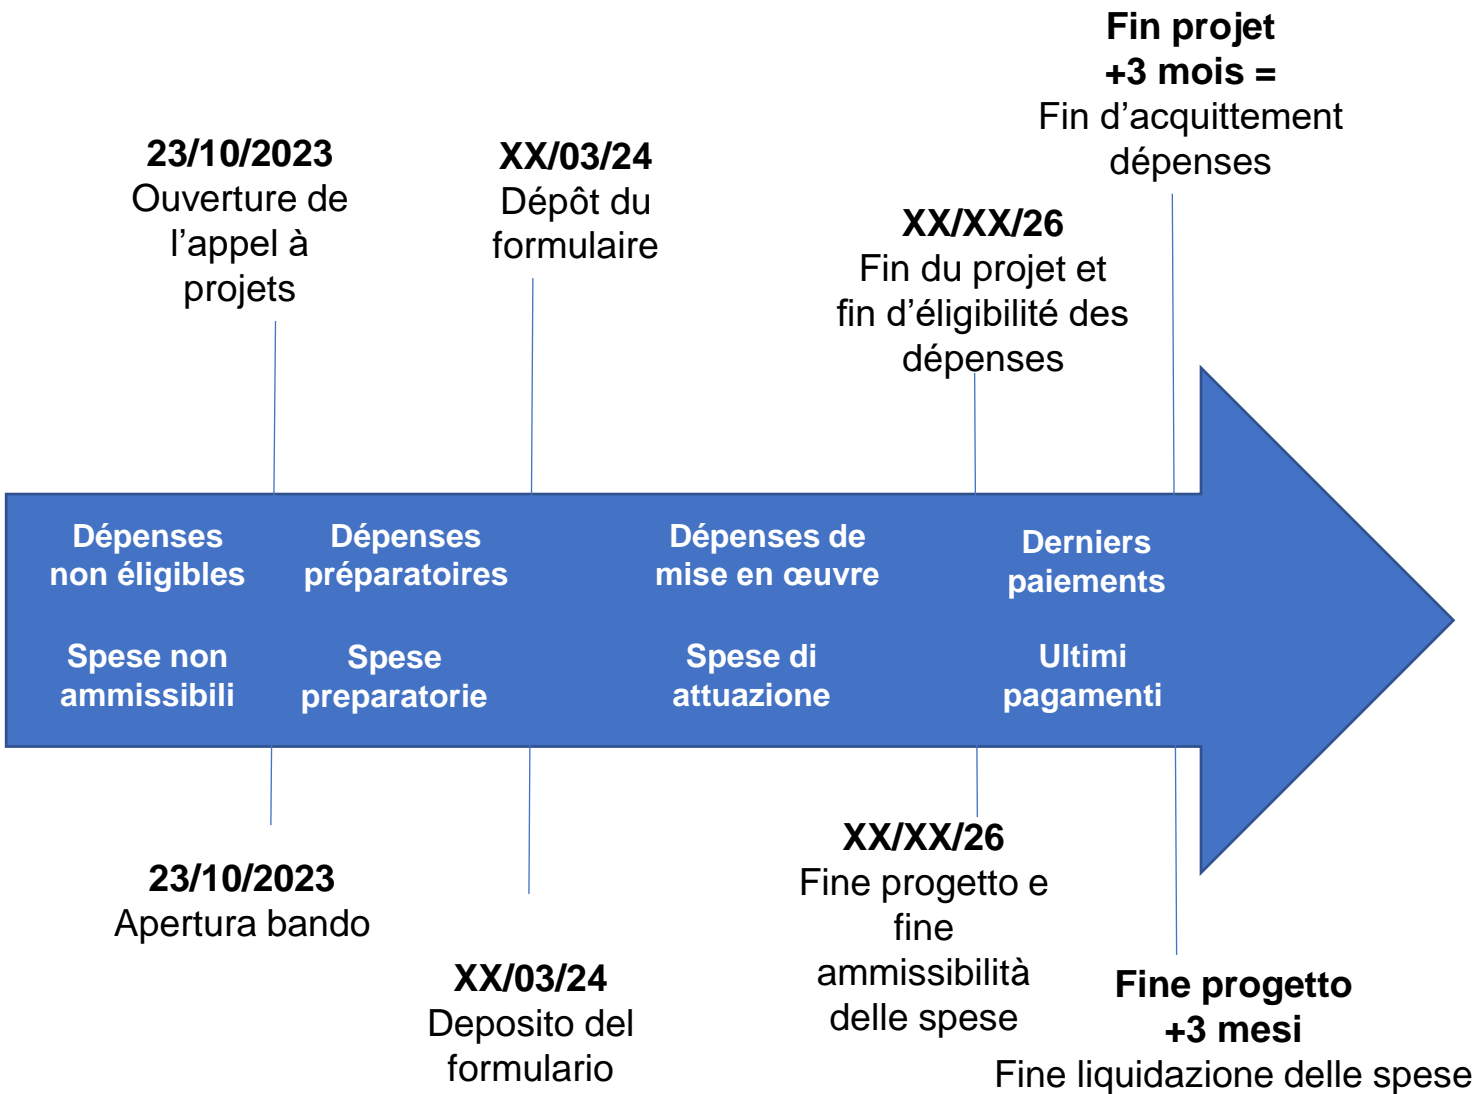 Fin projet
+3 mois =
Fin d’acquittement
dépenses
23/10/2023
Ouverture de
l’appel à
projets
XX/03/24
Dépôt du
formulaire
XX/XX/26
Fin du projet et
fin d’éligibilité des
dépenses
Dépenses
non éligibles
Dépenses
préparatoires
Dépenses de
mise en œuvre
Derniers
paiements
Spese non
ammissibili
Spese
preparatorie
Spese di
attuazione
Ultimi
pagamenti
23/10/2023
Apertura bando
XX/03/24
Deposito del
formulario
XX/XX/26
Fine progetto e
fine
ammissibilità
delle spese
Fine progetto
+3 mesi
Fine liquidazione delle spese